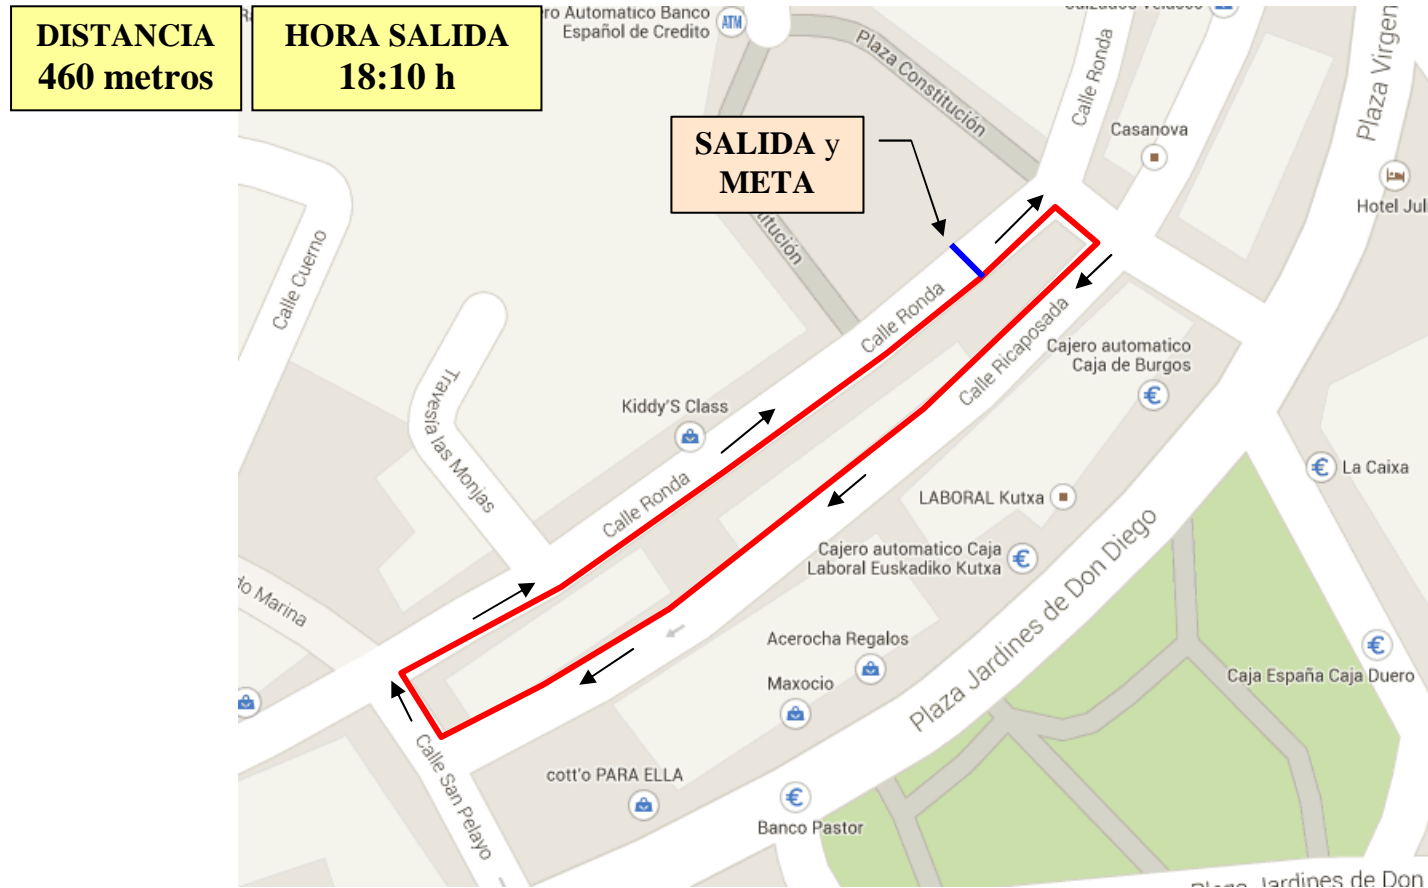 DISTANCIA
460 metros
HORA SALIDA
18:10 h
ro Automatico Banco
Español de Credito
ATM
Plaza Constitución
Calle Ronda
Plaza Virgen
Casanova
Hotel Jul
SALIDA y
META
titución
Calle Cuerno
Calle Ronda
Calle Ricaposada
Cajero automatico
Caja de Burgos
Travesía las Monjas
Kiddy'S Class
La Caixa
Calle Ronda
LABORAL Kutxa
Cajero automatico Caja
Laboral Euskadiko Kutxa
do Marina
Plaza Jardines de Don Diego
Acerocha Regalos
Maxocio
Caja España Caja Duero
Calle San Pelayo
cott'o PARA ELLA
Banco Pastor
Jardines de Don